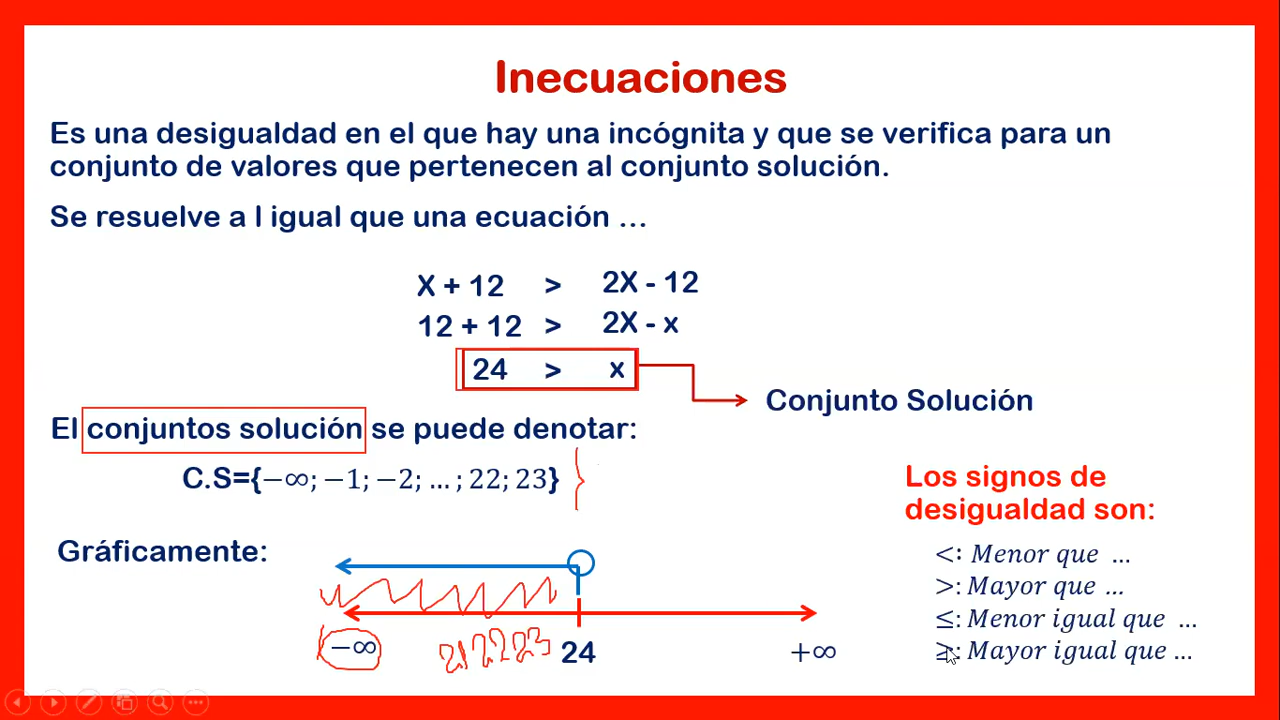 Inecuaciones
Es una desigualdad en el que hay una incógnita y que se verifica para un
conjunto de valores que pertenecen al conjunto solución.
Se resuelve a l igual que una ecuación ...
X + 12 > 2X - 12
12 + 12 > 2X - x
24 > x
Conjunto Solución
El conjuntos solución se puede denotar:
C.S={−∞; −1; −2; ... ; 22; 23} }
Los signos de
desigualdad son:
Gráficamente:
<: Menor que ...
>: Mayor que ...
≤: Menor igual que ...
≥: Mayor igual que ...
−∞ 21 22 23 24 +∞